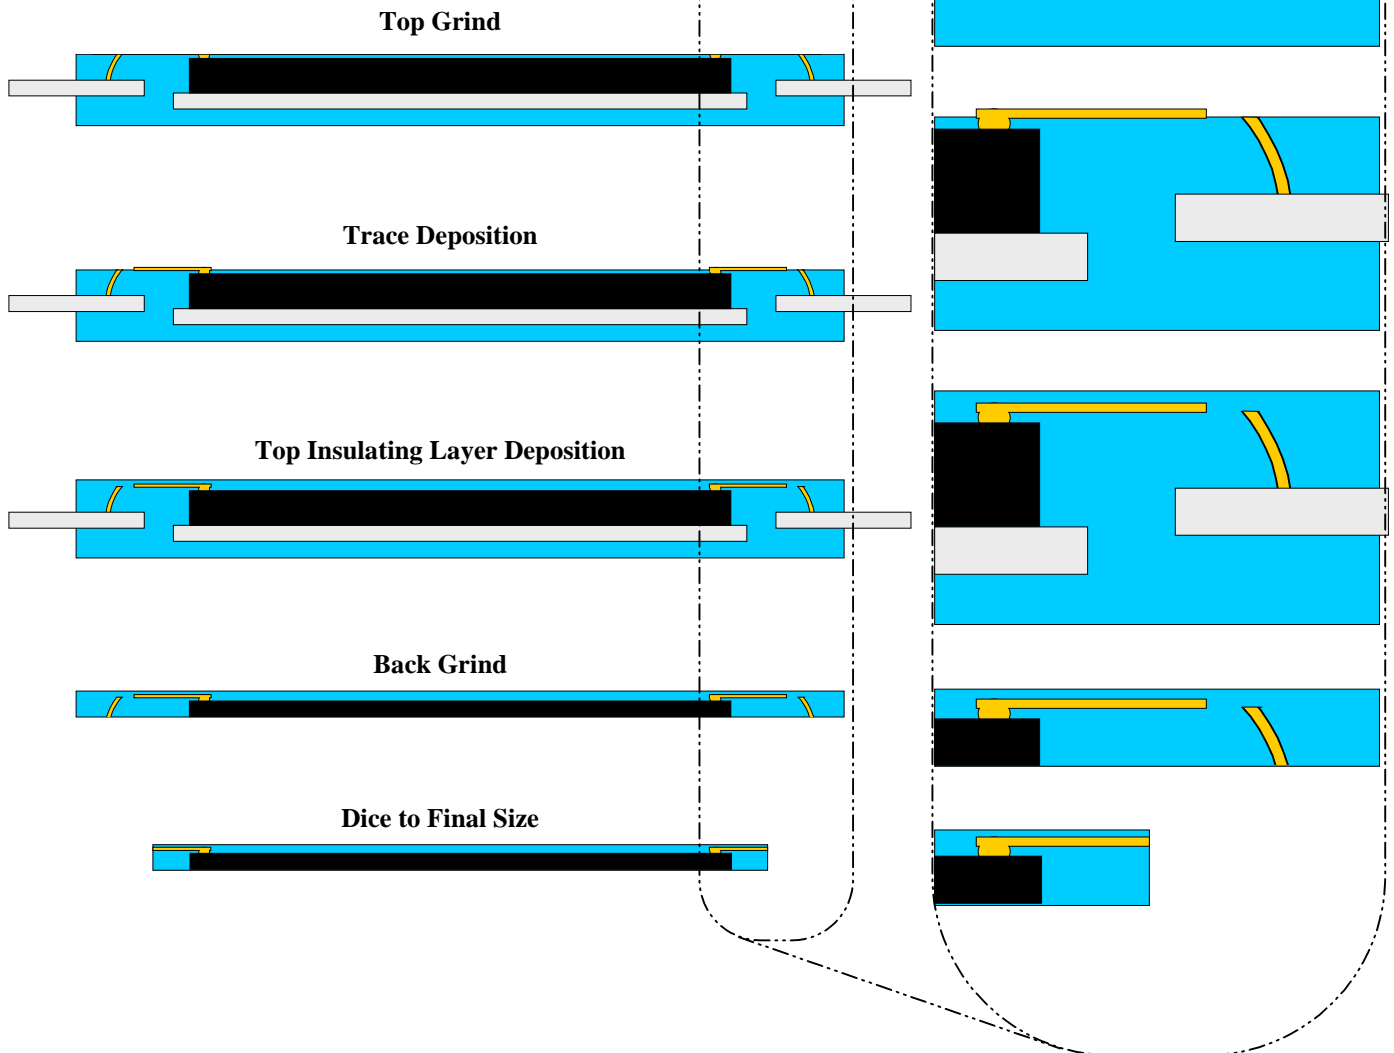 Top Grind
Trace Deposition
Top Insulating Layer Deposition
Back Grind
Dice to Final Size